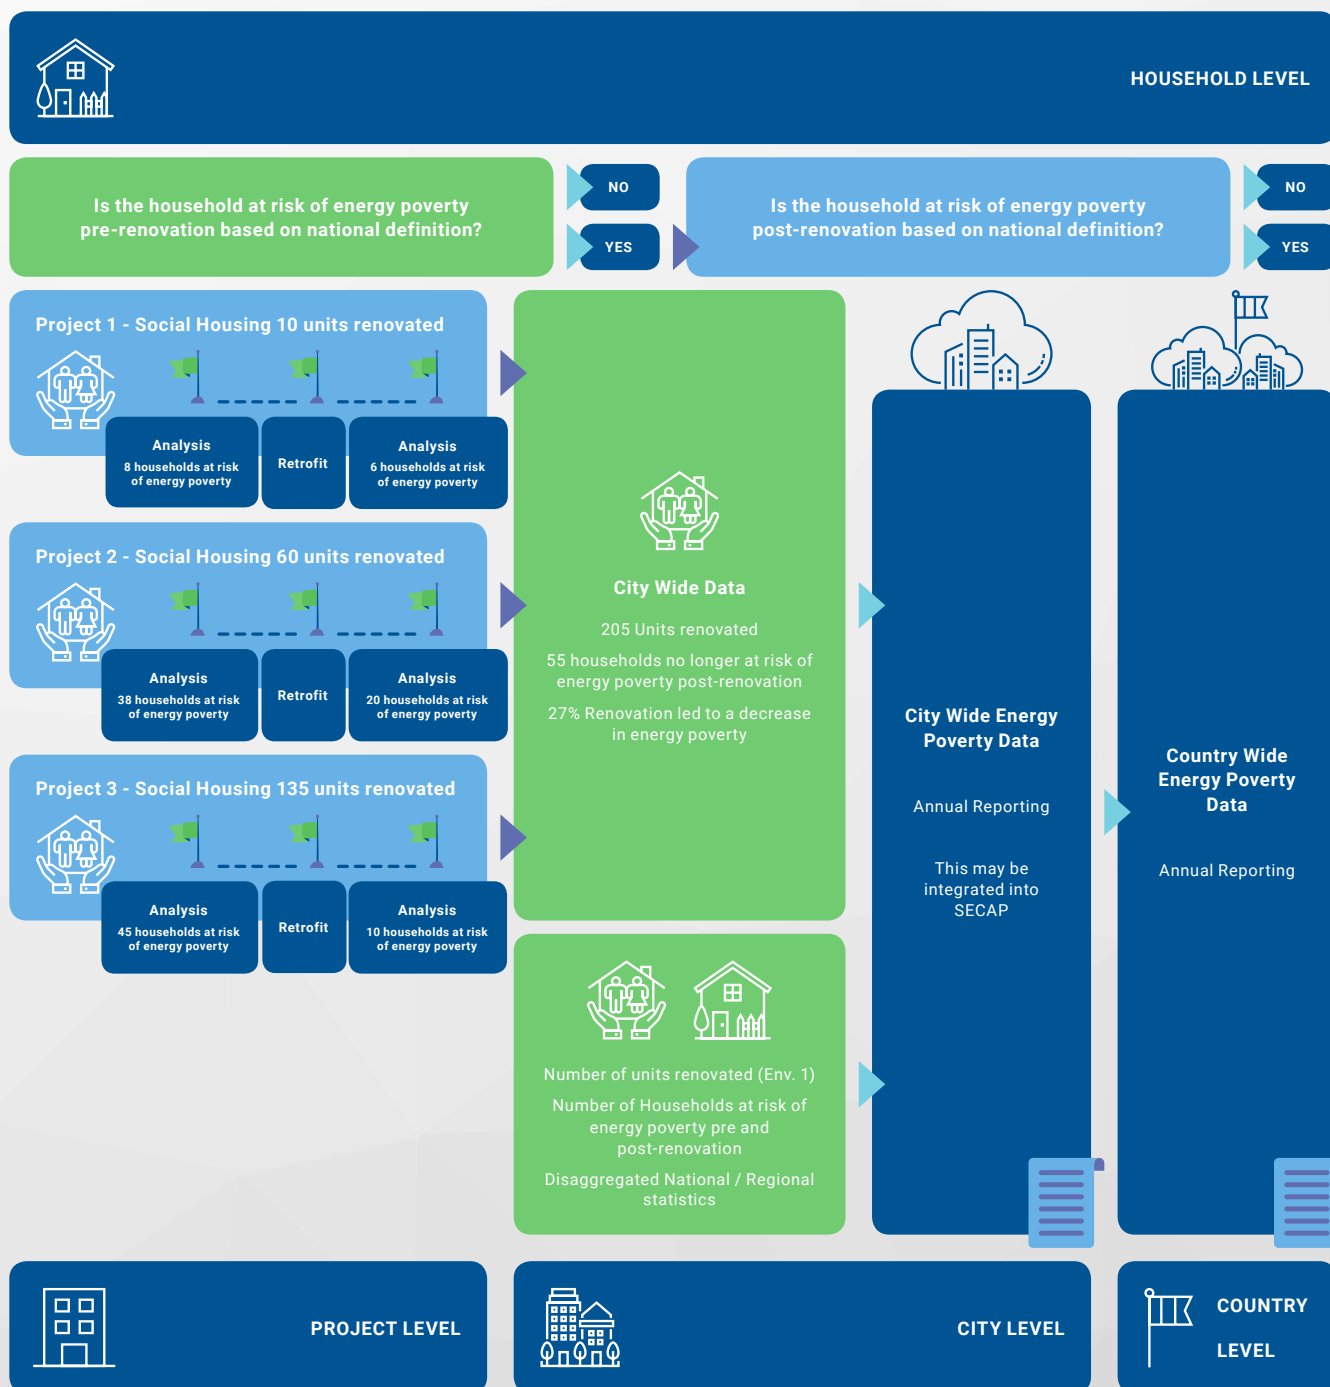 HOUSEHOLD LEVEL
Is the household at risk of energy poverty
pre-renovation based on national definition?
NO
YES
Is the household at risk of energy poverty
post-renovation based on national definition?
NO
YES
Project 1 - Social Housing 10 units renovated
Analysis
8 households at risk
of energy poverty
Retrofit
Analysis
6 households at risk
of energy poverty
Project 2 - Social Housing 60 units renovated
Analysis
38 households at risk
of energy poverty
Retrofit
Analysis
20 households at risk
of energy poverty
Project 3 - Social Housing 135 units renovated
Analysis
45 households at risk
of energy poverty
Retrofit
Analysis
10 households at risk
of energy poverty
City Wide Data
205 Units renovated
55 households no longer at risk of
energy poverty post-renovation
27% Renovation led to a decrease
in energy poverty
Number of units renovated (Env. 1)
Number of Households at risk of
energy poverty pre and
post-renovation
Disaggregated National / Regional
statistics
City Wide Energy
Poverty Data
Annual Reporting
This may be
integrated into
SECAP
Country Wide
Energy Poverty
Data
Annual Reporting
PROJECT LEVEL
CITY LEVEL
COUNTRY
LEVEL